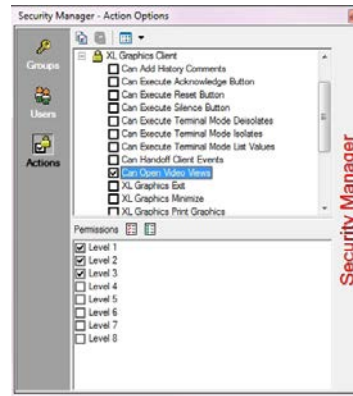 Security Manager - Action Options
Groups
Users
Actions
XL Graphics Client
Can Add History Comments
Can Execute Acknowledge Button
Can Execute Reset Button
Can Execute Silence Button
Can Execute Terminal Mode Deisolates
Can Execute Terminal Mode Isolates
Can Execute Terminal Mode List Values
Can Handoff Client Events
Can Open Video Views
XL Graphics Exit
XL Graphics Minimize
XL Graphics Print Graphics
Permissions
Level 1
Level 2
Level 3
Level 4
Level 5
Level 6
Level 7
Level 8
Security Manager